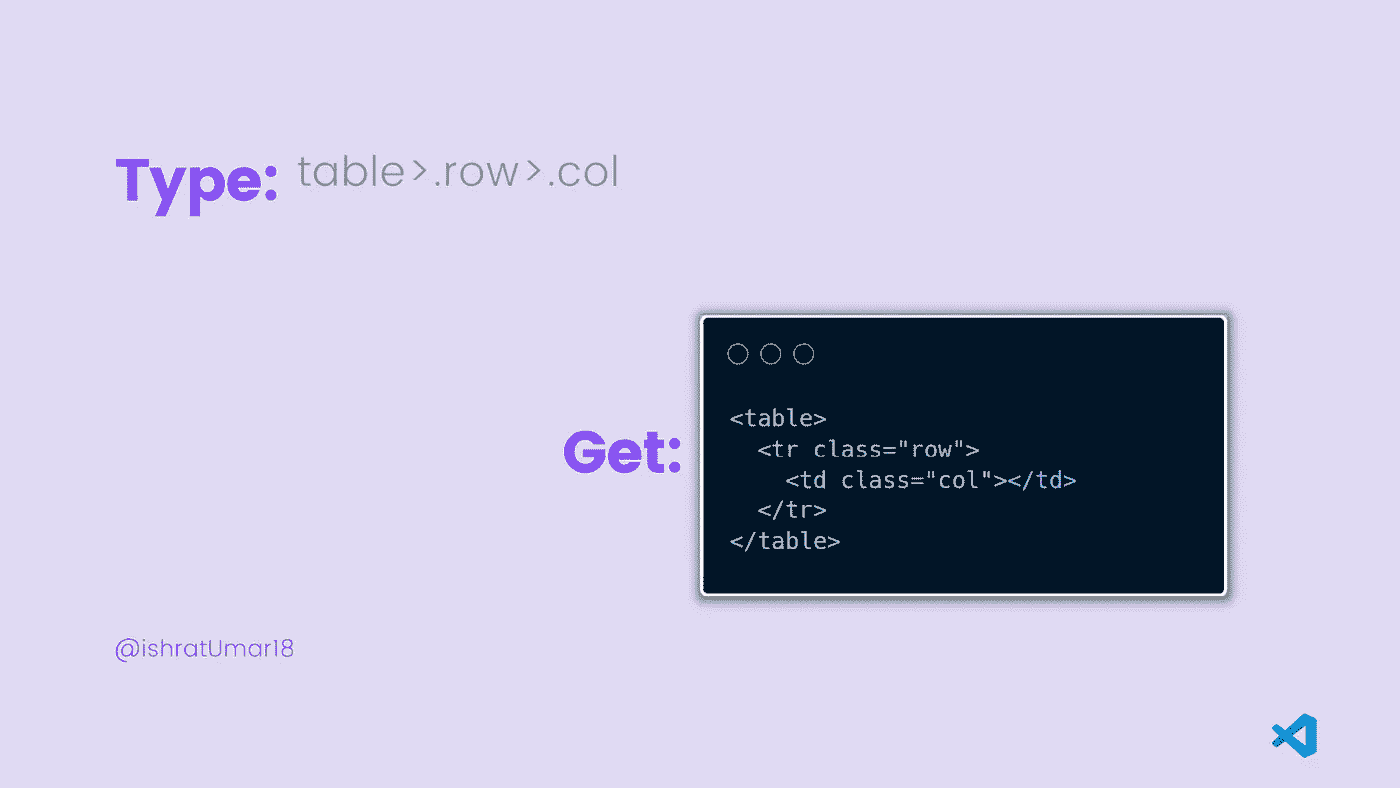 Type: table>.row>.col
Get:
<table>
  <tr class="row">
    <td class="col"></td>
  </tr>
</table>
@ishratUmar18